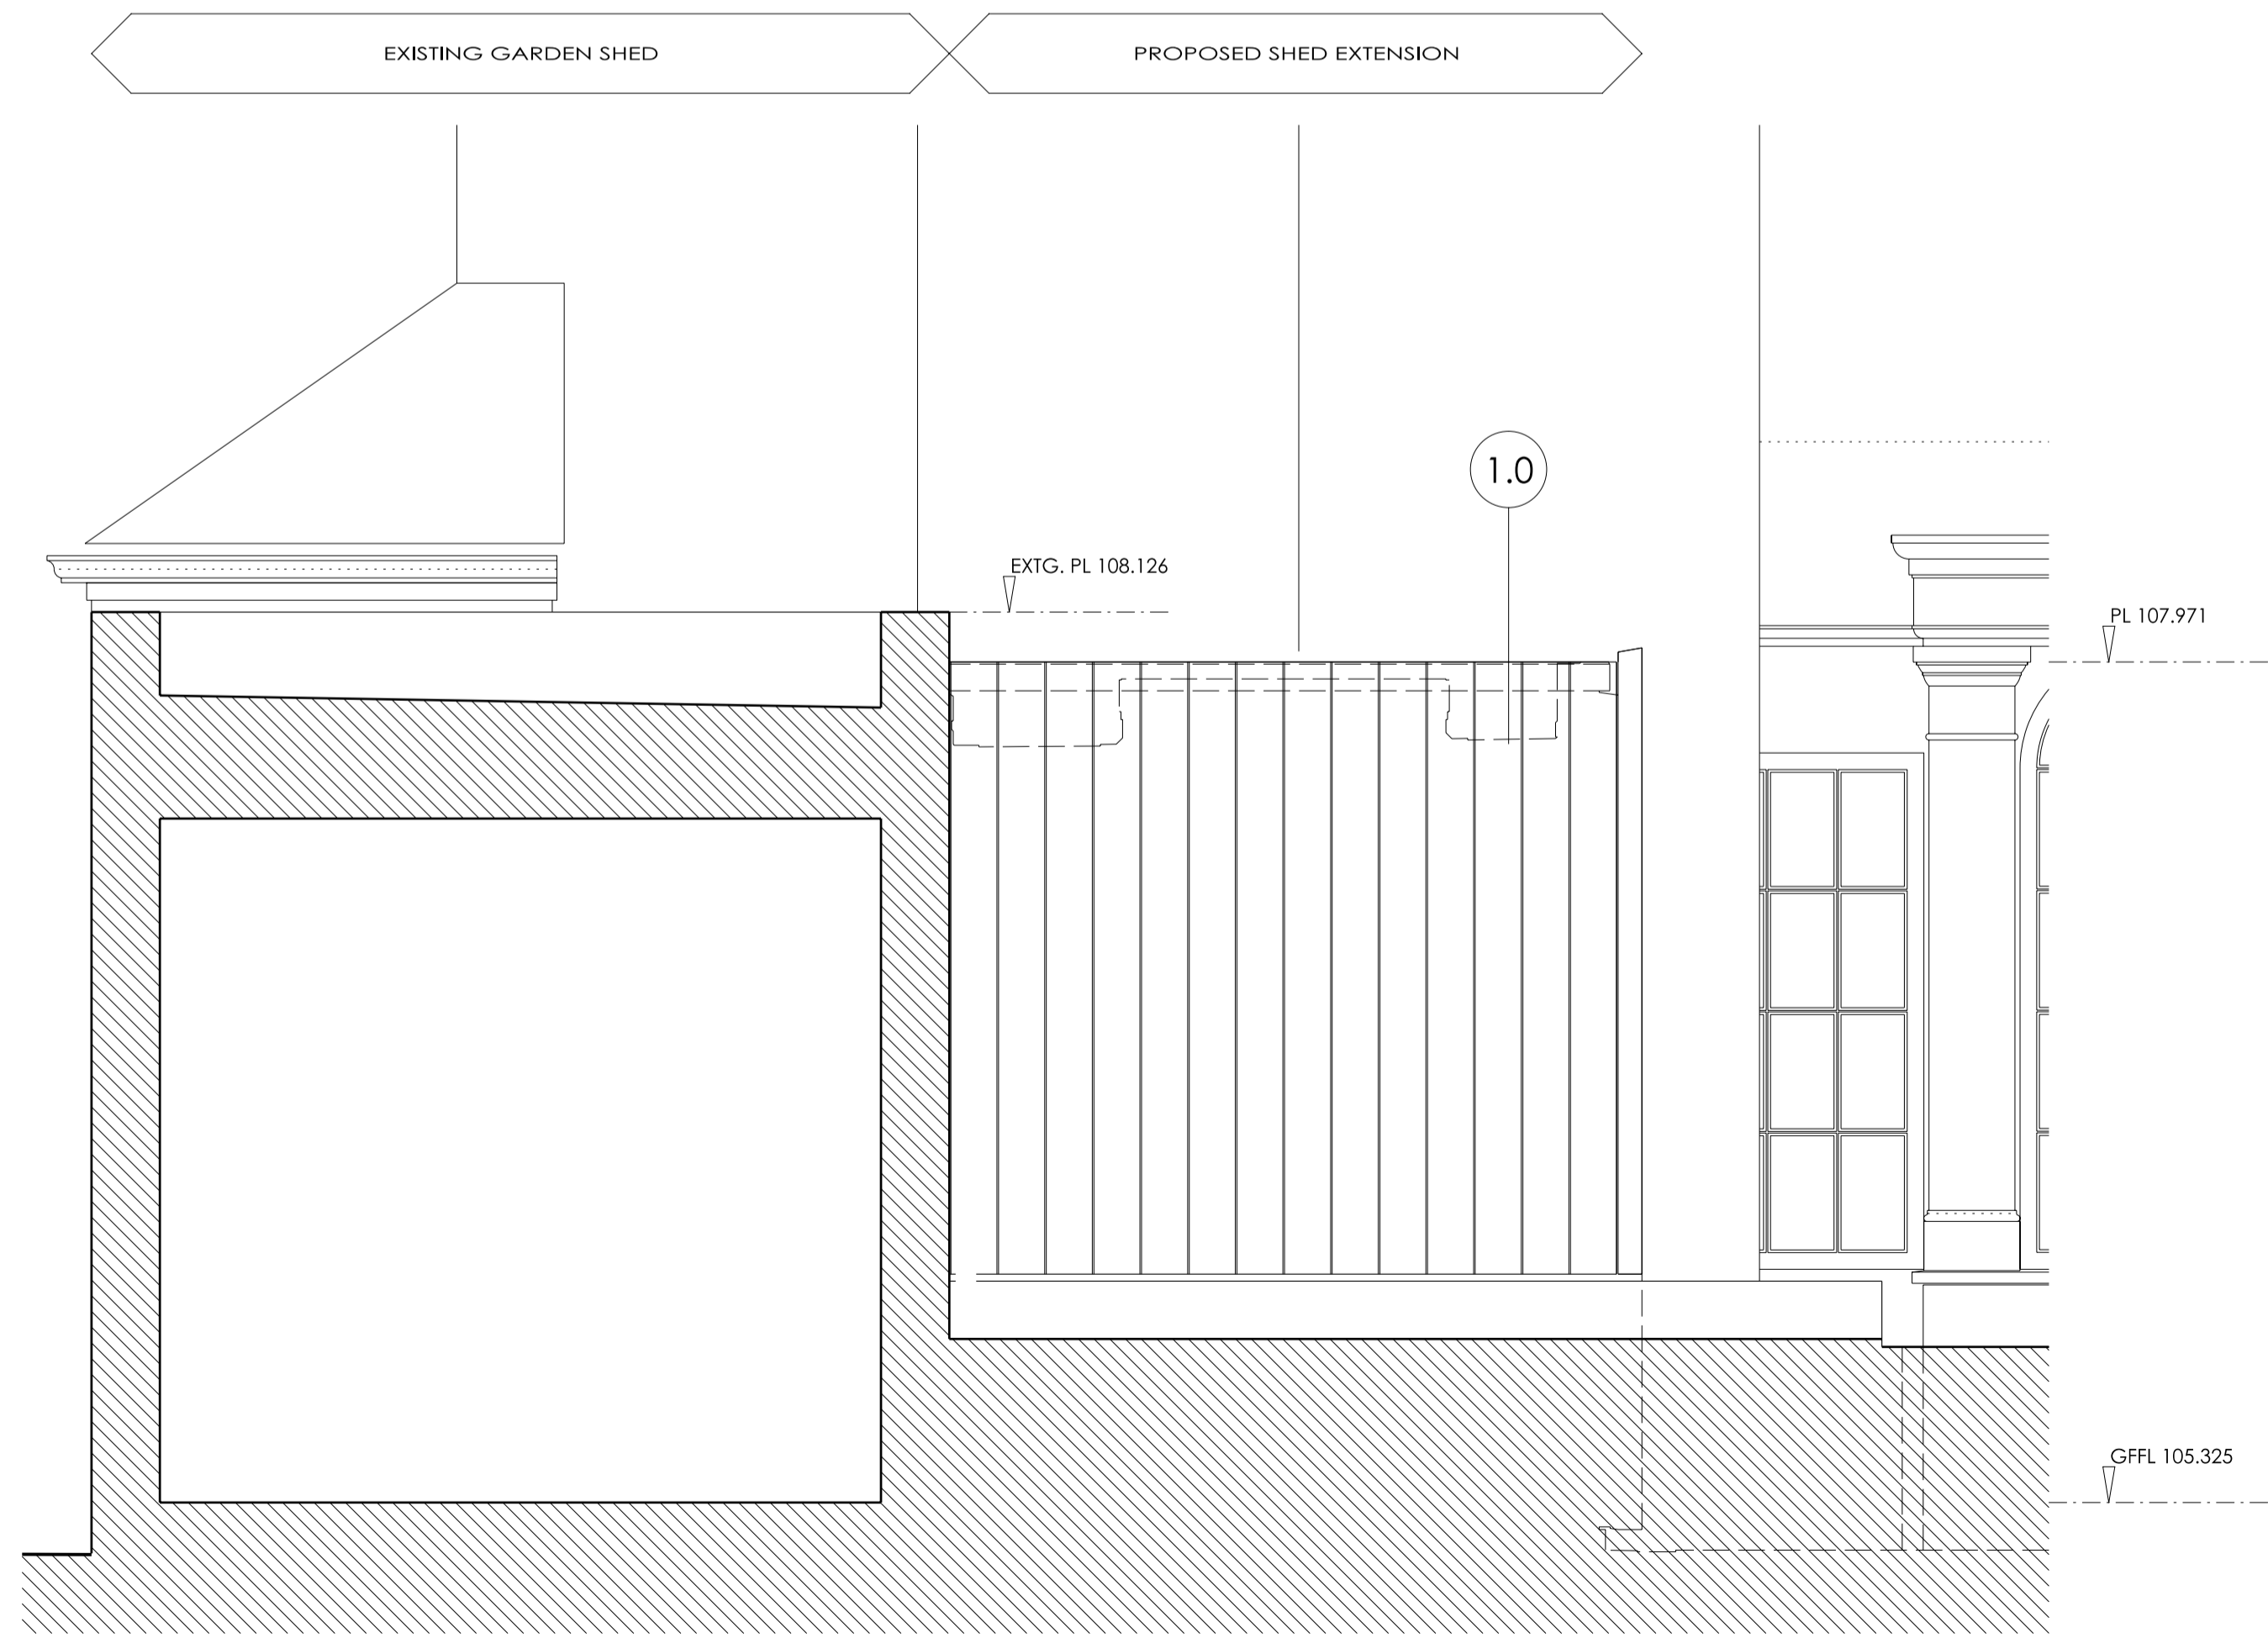 EXISTING GARDEN SHED
PROPOSED SHED EXTENSION
1.0
EXTG. PL 108.126
PL 107.971
GFFL 105.325